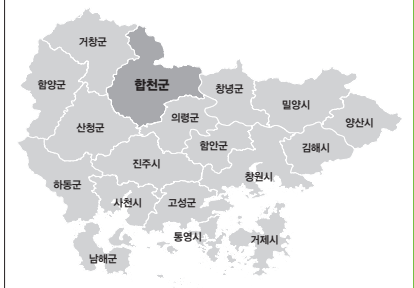 거창군
함양군
합천군
창녕군
밀양시
의령군
양산시
산청군
함안군
김해시
진주시
창원시
하동군
사천시
고성군
통영시
거제시
남해군